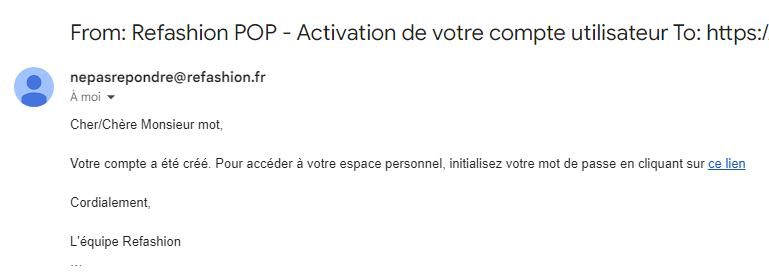 From: Refashion POP - Activation de votre compte utilisateur To: https:/
nepasrepondre@refashion.fr
À moi
Cher/Chère Monsieur mot,
Votre compte a été créé. Pour accéder à votre espace personnel, initialisez votre mot de passe en cliquant sur ce lien
Cordialement,
L'équipe Refashion
...